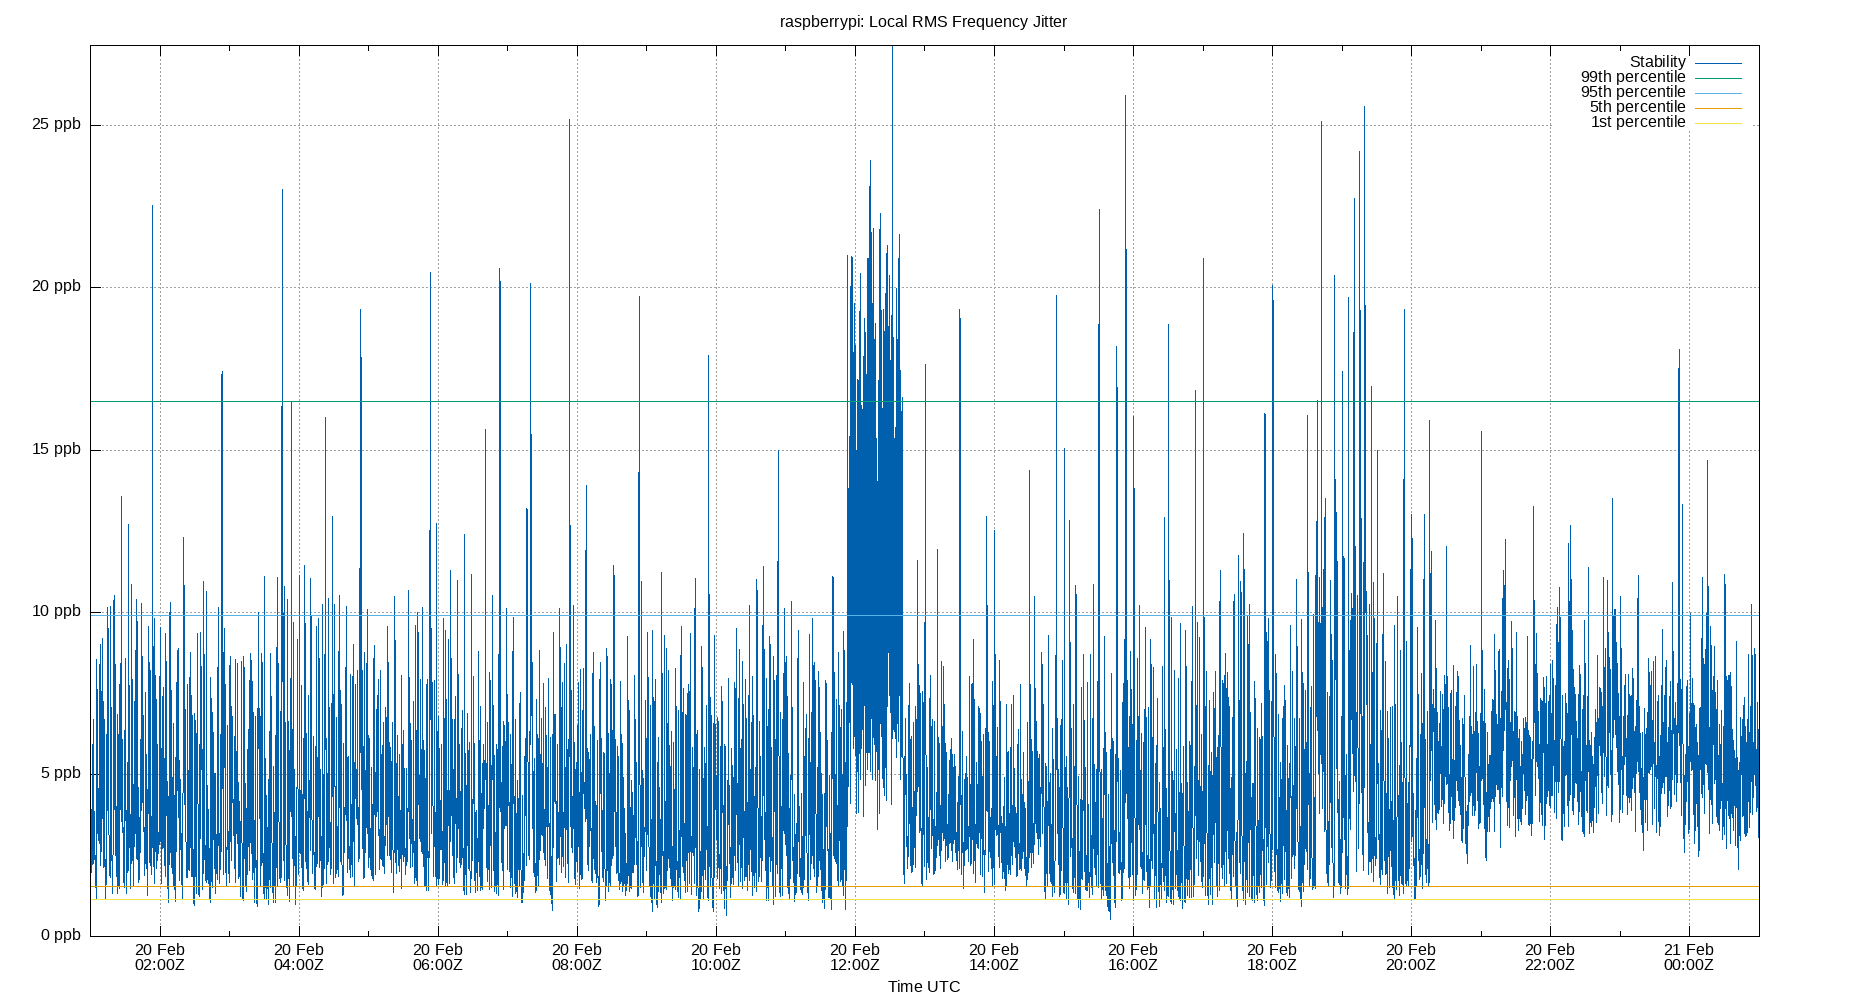 raspberrypi: Local RMS Frequency Jitter
Stability
99th percentile
95th percentile
5th percentile
1st percentile
25 ppb
20 ppb
15 ppb
10 ppb
5 ppb
0 ppb
20 Feb 20 Feb 20 Feb 20 Feb 20 Feb 20 Feb 20 Feb 20 Feb 20 Feb 20 Feb 20 Feb 21 Feb
02:00Z 04:00Z 06:00Z 08:00Z 10:00Z 12:00Z 14:00Z 16:00Z 18:00Z 20:00Z 22:00Z 00:00Z
Time UTC